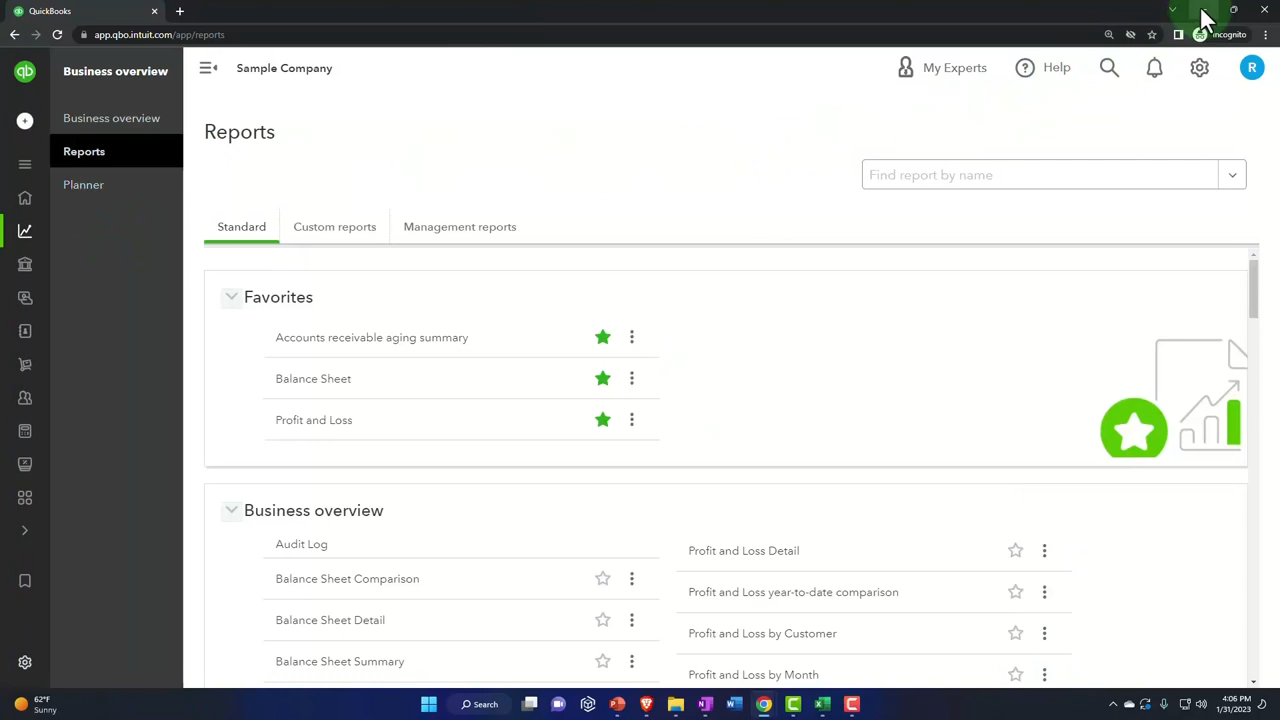 QuickBooks
app.qbo.intuit.com/app/reports
Incognito
qb
Business overview
Sample Company
My Experts
Help
R
Business overview
Reports
Planner
Reports
Find report by name
Standard
Custom reports
Management reports
Favorites
Accounts receivable aging summary
Balance Sheet
Profit and Loss
Business overview
Audit Log
Balance Sheet Comparison
Balance Sheet Detail
Balance Sheet Summary
Profit and Loss Detail
Profit and Loss year-to-date comparison
Profit and Loss by Customer
Profit and Loss by Month
62°F
Sunny
Search
4:06 PM
1/31/2023